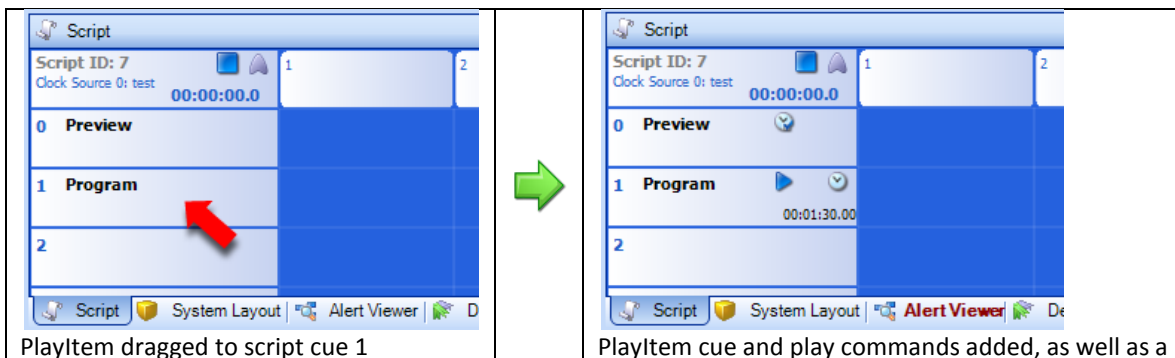 Script
Script ID: 7
Clock Source 0: test
00:00:00.0
1
2
0 Preview
1 Program
2
Script System Layout Alert Viewer D
PlayItem dragged to script cue 1
Script
Script ID: 7
Clock Source 0: test
00:00:00.0
1
2
0 Preview
1 Program
00:01:30.00
2
Script System Layout Alert Viewer De
PlayItem cue and play commands added, as well as a